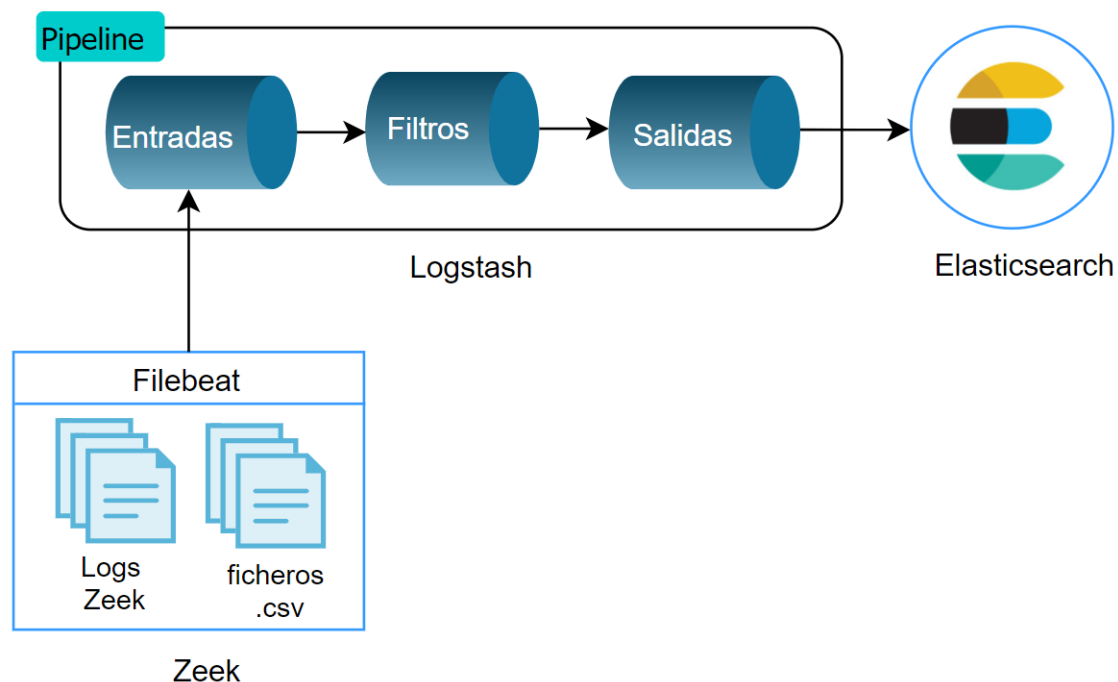 Pipeline
Entradas
Filtros
Salidas
Logstash
Elasticsearch
Filebeat
Logs
Zeek
ficheros
.csv
Zeek